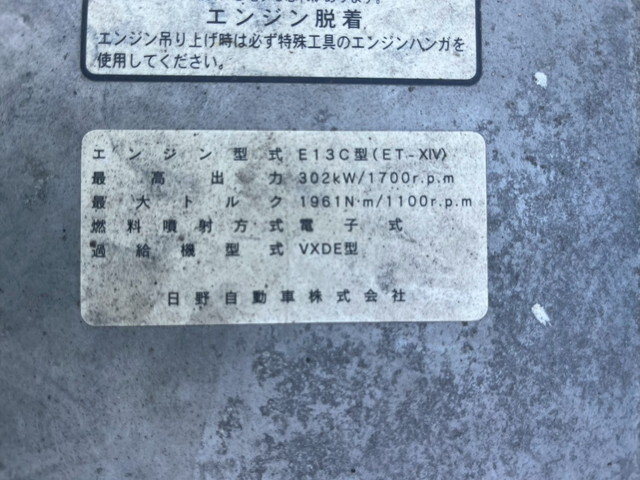 エンジン脱着
エンジン吊り上げ時は必ず特殊工具のエンジンハンガを
使用してください。
エンジン型式 E13C型(ET-XIV)
最高出力 302kW/1700r.p.m
最大トルク 1961N·m/1100r.p.m
燃料噴射方式 電子式
過給機型式 VXDE型
日野自動車株式会社